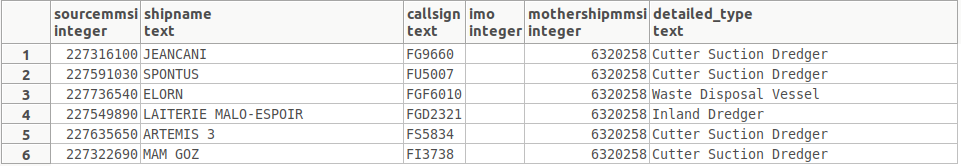 sourcemmsi shipname callsign imo mothershipmmsi detailed_type
integer text text integer integer text
1 227316100 JEANCANI FG9660 6320258 Cutter Suction Dredger
2 227591030 SPONTUS FU5007 6320258 Cutter Suction Dredger
3 227736540 ELORN FGF6010 6320258 Waste Disposal Vessel
4 227549890 LAITERIE MALO-ESPOIR FGD2321 6320258 Inland Dredger
5 227635650 ARTEMIS 3 FS5834 6320258 Cutter Suction Dredger
6 227322690 MAM GOZ FI3738 6320258 Cutter Suction Dredger